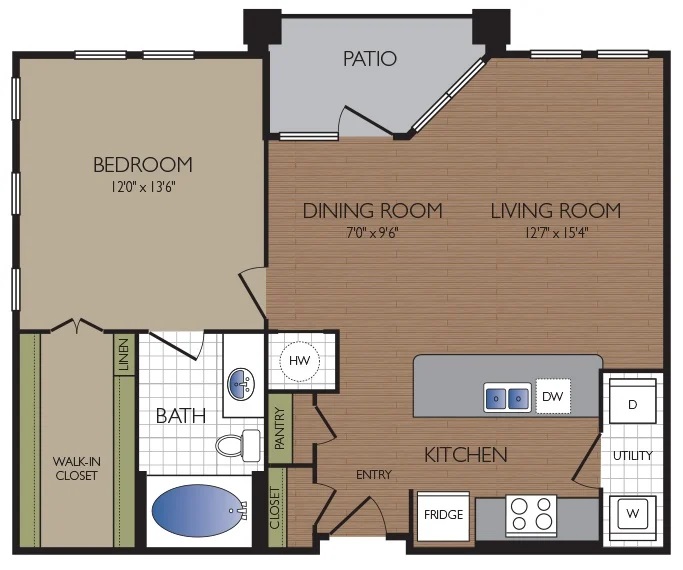 PATIO
BEDROOM
12'0" x 13'6"
DINING ROOM
7'0" x 9'6"
LIVING ROOM
12'7" x 15'4"
LINEN
HW
BATH
DW
D
PANTRY
KITCHEN
UTILITY
WALK-IN
CLOSET
ENTRY
CLOSET
FRIDGE
W